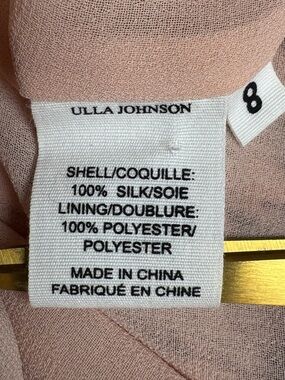 ULLA JOHNSON
8
SHELL/COQUILLE:
100% SILK/SOIE
LINING/DOUBLURE:
100% POLYESTER/
POLYESTER
MADE IN CHINA
FABRIQUÉ EN CHINE